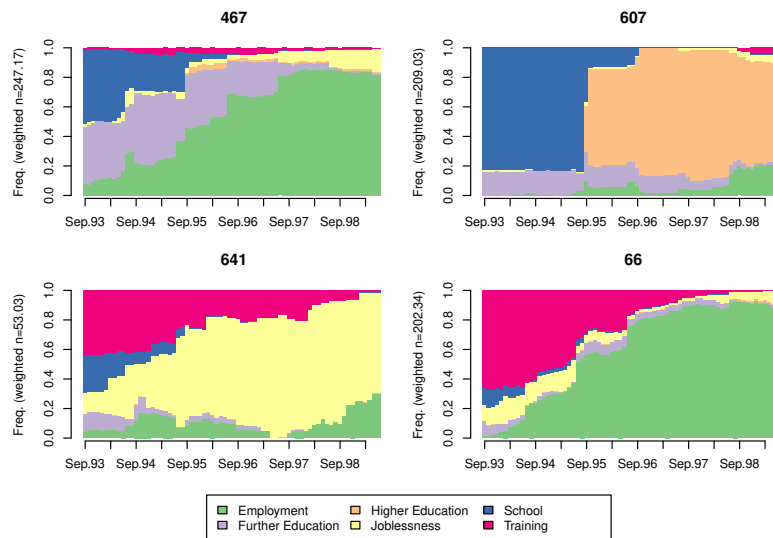 467
Freq. (weighted n=247.17)
0.0 0.2 0.4 0.6 0.8 1.0
Sep.93 Sep.94 Sep.95 Sep.96 Sep.97 Sep.98
607
Freq. (weighted n=209.03)
0.0 0.2 0.4 0.6 0.8 1.0
Sep.93 Sep.94 Sep.95 Sep.96 Sep.97 Sep.98
641
Freq. (weighted n=53.03)
0.0 0.2 0.4 0.6 0.8 1.0
Sep.93 Sep.94 Sep.95 Sep.96 Sep.97 Sep.98
66
Freq. (weighted n=202.34)
0.0 0.2 0.4 0.6 0.8 1.0
Sep.93 Sep.94 Sep.95 Sep.96 Sep.97 Sep.98
Employment Higher Education School
Further Education Joblessness Training